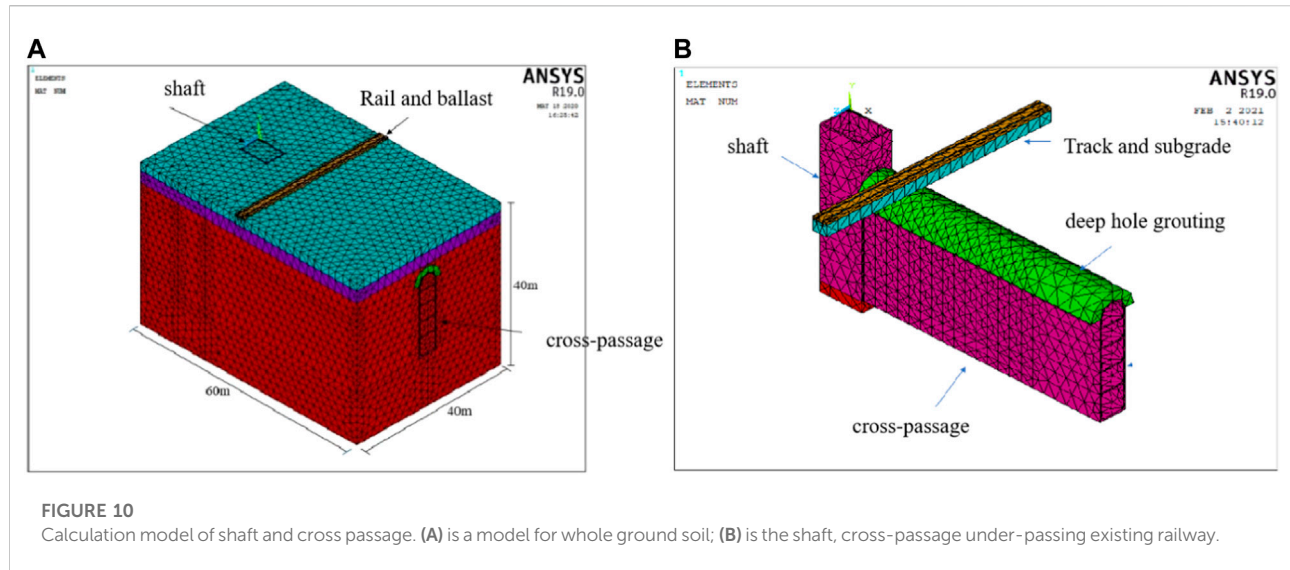 A
1
ELEMENTS
MAT NUM
ANSYS
R19.0
shaft
Rail and ballast
40m
cross-passage
60m
40m
B
1
ELEMENTS
MAT NUM
ANSYS
R19.0
FEB 2 2021
15:40:12
Y
Z X
shaft
Track and subgrade
deep hole grouting
cross-passage
FIGURE 10
Calculation model of shaft and cross passage. (A) is a model for whole ground soil; (B) is the shaft, cross-passage under-passing existing railway.